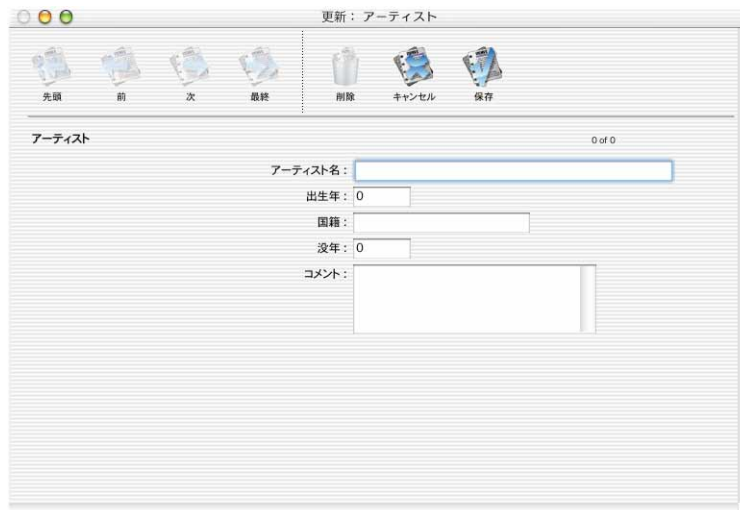 更新： アーティスト
先頭 前 次 最終 削除 キャンセル 保存
アーティスト 0 of 0
アーティスト名：
出生年： 0
国籍：
没年： 0
コメント：